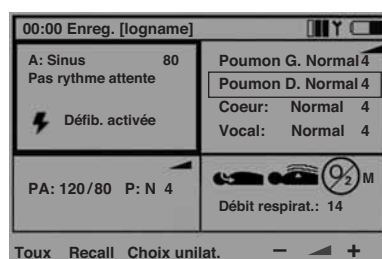 00:00 Enreg. [logname]
A: Sinus 80
Pas rythme attente
Défib. activée
Poumon G. Normal 4
Poumon D. Normal 4
Coeur: Normal 4
Vocal: Normal 4
PA: 120/80 P: N 4
O2 M
Débit respirat.: 14
Toux Recall Choix unilat. – +